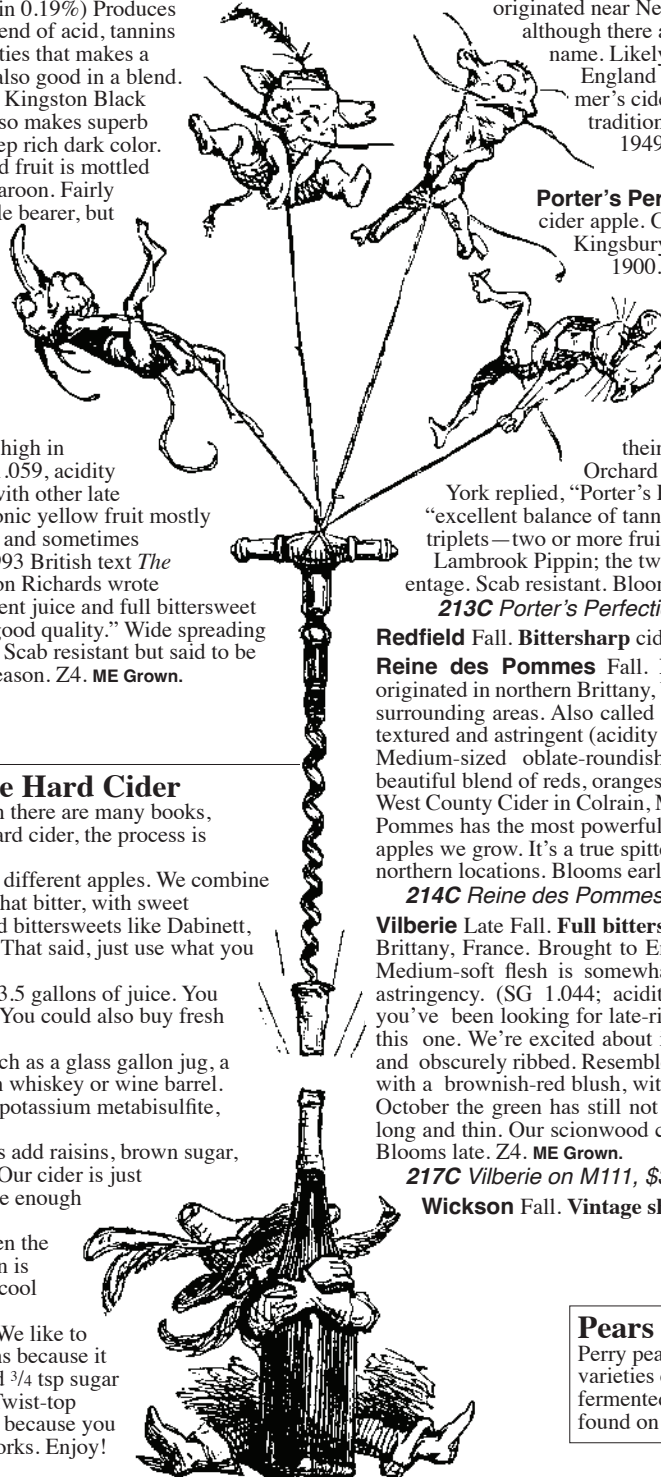 in 0.19%) Produces
end of acid, tannins
ties that makes a
also good in a blend.
Kingston Black
so makes superb
ep rich dark color.
d fruit is mottled
aroon. Fairly
le bearer, but
high in
.059, acidity
with other late
onic yellow fruit mostly
and sometimes
993 British text The
on Richards wrote
ent juice and full bittersweet
good quality.” Wide spreading
Scab resistant but said to be
eason. Z4. ME Grown.
e Hard Cider
n there are many books,
ard cider, the process is
different apples. We combine
hat bitter, with sweet
d bittersweets like Dabinett,
That said, just use what you
3.5 gallons of juice. You
You could also buy fresh
ch as a glass gallon jug, a
n whiskey or wine barrel.
potassium metabisulfite,
s add raisins, brown sugar,
Our cider is just
e enough
en the
n is
cool
We like to
ns because it
d 3/4 tsp sugar
Twist-top
because you
orks. Enjoy!
originated near Ne
although there a
name. Likely
England
mer’s cide
tradition
1949
Porter’s Per
cider apple. O
Kingsbury
1900.
their
Orchard
York replied, “Porter’s P
“excellent balance of tann
triplets—two or more frui
Lambrook Pippin; the tw
entage. Scab resistant. Bloom
213C Porter’s Perfecti
Redfield Fall. Bittersharp cid
Reine des Pommes Fall.
originated in northern Brittany,
surrounding areas. Also called
textured and astringent (acidity
Medium-sized oblate-roundish
beautiful blend of reds, oranges
West County Cider in Colrain, M
Pommes has the most powerful
apples we grow. It’s a true spitte
northern locations. Blooms earl
214C Reine des Pommes
Vilberie Late Fall. Full bitters
Brittany, France. Brought to En
Medium-soft flesh is somewha
astringency. (SG 1.044; acidit
you’ve been looking for late-ri
this one. We’re excited about i
and obscurely ribbed. Resembl
with a brownish-red blush, wit
October the green has still not
long and thin. Our scionwood c
Blooms late. Z4. ME Grown.
217C Vilberie on M111, $3
Wickson Fall. Vintage sh
Pears
Perry pea
varieties
fermented
found on